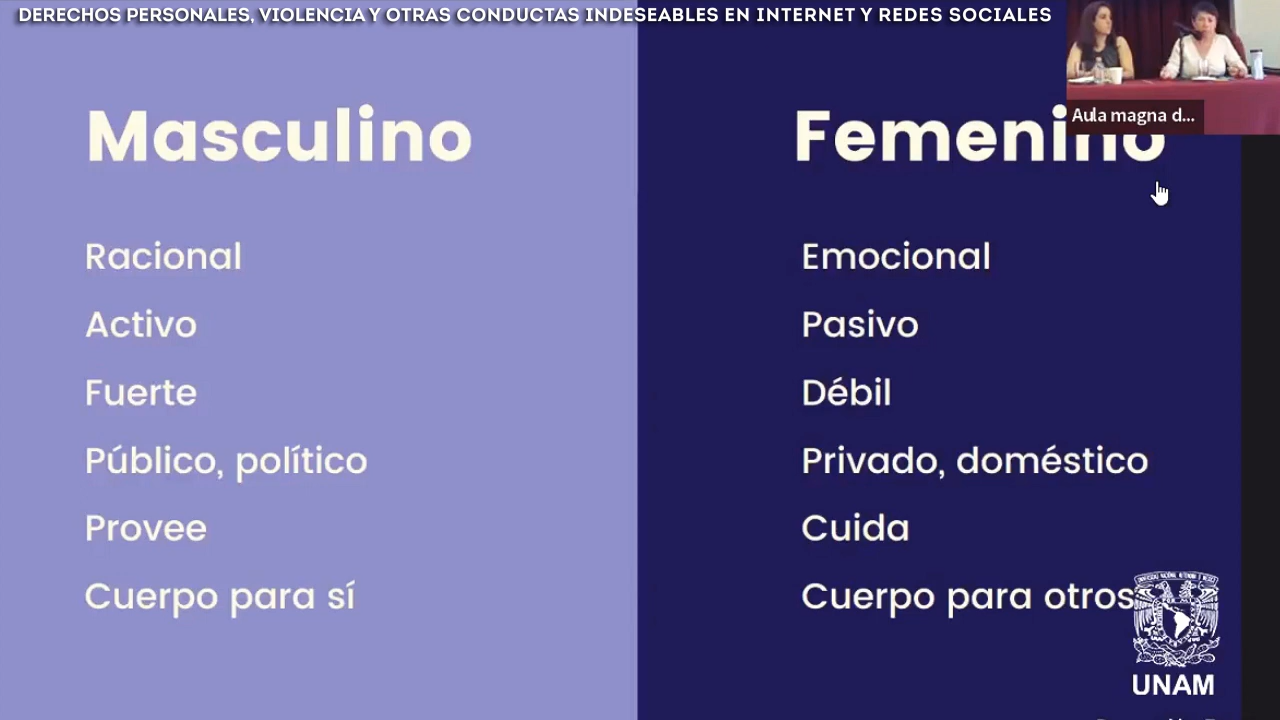 DERECHOS PERSONALES, VIOLENCIA Y OTRAS CONDUCTAS INDESEABLES EN INTERNET Y REDES SOCIALES
Aula magna d...
Masculino
Femenino
Racional
Emocional
Activo
Pasivo
Fuerte
Débil
Público, político
Privado, doméstico
Provee
Cuida
Cuerpo para sí
Cuerpo para otros
UNAM